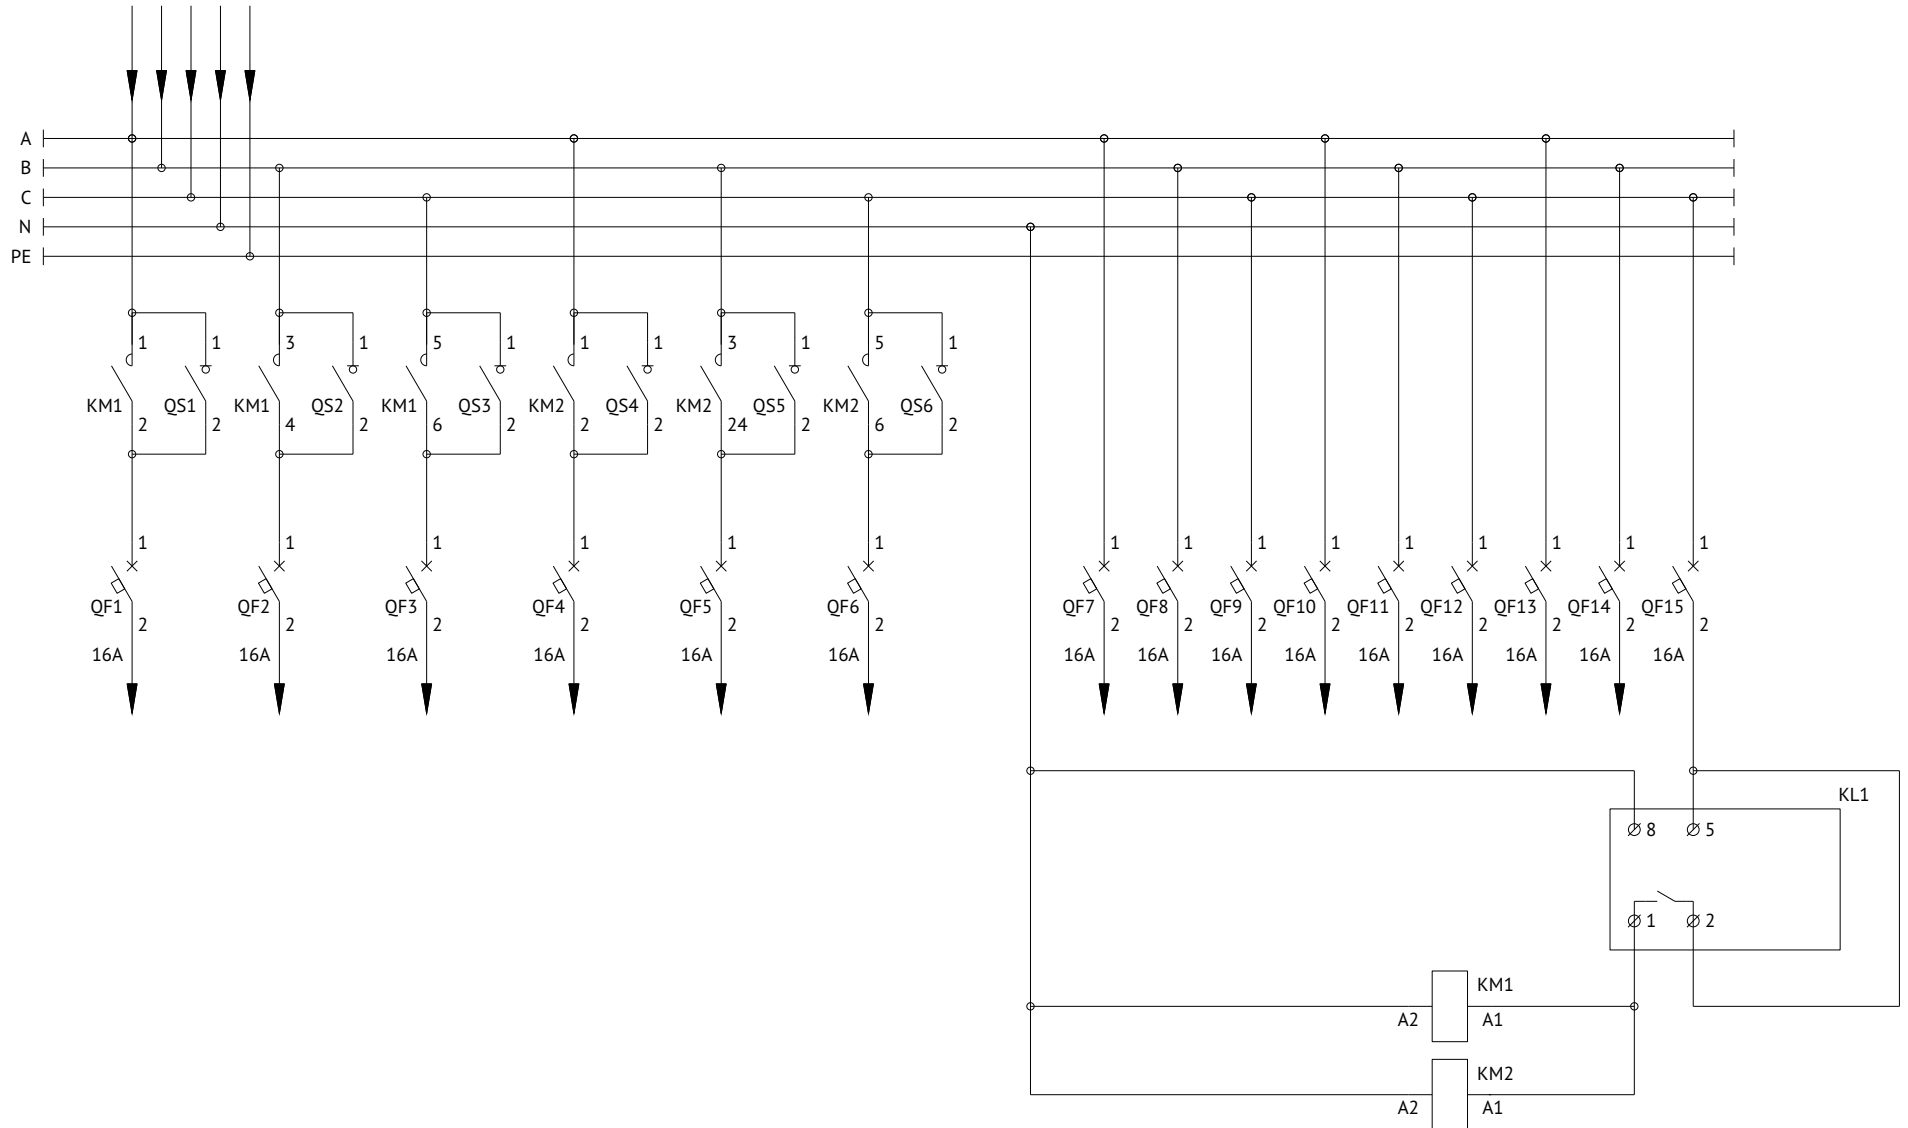 A
B
C
N
PE
1 1 3 1 5 1 1 1 3 1 5 1
KM1 QS1 KM1 QS2 KM1 QS3 KM2 QS4 KM2 QS5 KM2 QS6
2 2 4 2 6 2 2 2 24 2 6 2
1 1 1 1 1 1 1 1 1 1 1 1 1 1 1
QF1 QF2 QF3 QF4 QF5 QF6 QF7 QF8 QF9 QF10 QF11 QF12 QF13 QF14 QF15
2 2 2 2 2 2 2 2 2 2 2 2 2 2 2
16A 16A 16A 16A 16A 16A 16A 16A 16A 16A 16A 16A 16A 16A 16A
KL1
8 5
1 2
KM1
A2 A1
KM2
A2 A1